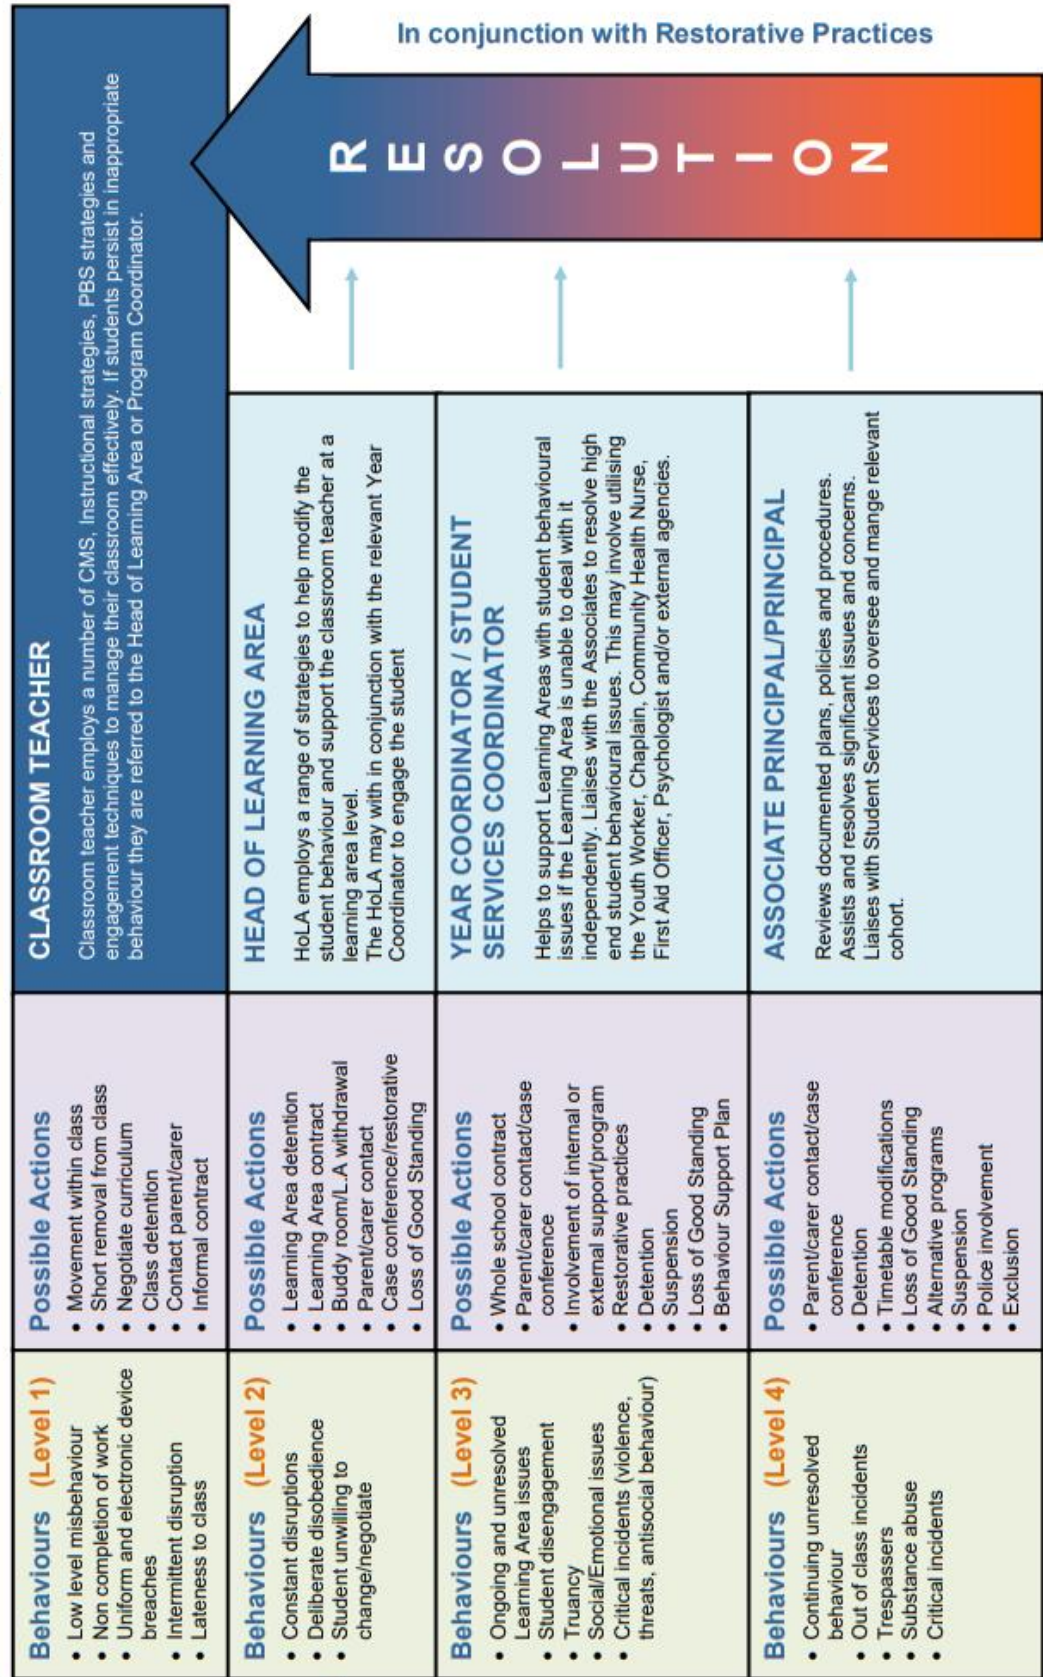 Behaviours (Level 1)
• Low level misbehaviour
• Non completion of work
• Uniform and electronic device
breaches
• Intermittent disruption
• Lateness to class
Possible Actions
• Movement within class
• Short removal from class
• Negotiate curriculum
• Class detention
• Contact parent/carer
• Informal contract
CLASSROOM TEACHER
Classroom teacher employs a number of CMS, Instructional strategies, PBS strategies and
engagement techniques to manage their classroom effectively. If students persist in inappropriate
behaviour they are referred to the Head of Learning Area or Program Coordinator.
Behaviours (Level 2)
• Constant disruptions
• Deliberate disobedience
• Student unwilling to
change/negotiate
Possible Actions
• Learning Area detention
• Learning Area contract
• Buddy room/L.A withdrawal
• Parent/carer contact
• Case conference/restorative
• Loss of Good Standing
HEAD OF LEARNING AREA
HoLA employs a range of strategies to help modify the
student behaviour and support the classroom teacher at a
learning area level.
The HoLA may with in conjunction with the relevant Year
Coordinator to engage the student
Behaviours (Level 3)
• Ongoing and unresolved
Learning Area issues
• Student disengagement
• Truancy
• Social/Emotional issues
• Critical incidents (violence,
threats, antisocial behaviour)
Possible Actions
• Whole school contract
• Parent/carer contact/case
conference
• Involvement of internal or
external support/program
• Restorative practices
• Detention
• Suspension
• Loss of Good Standing
• Behaviour Support Plan
YEAR COORDINATOR / STUDENT
SERVICES COORDINATOR
Helps to support Learning Areas with student behavioural
issues if the Learning Area is unable to deal with it
independently. Liaises with the Associates to resolve high
end student behavioural issues. This may involve utilising
the Youth Worker, Chaplain, Community Health Nurse,
First Aid Officer, Psychologist and/or external agencies.
Behaviours (Level 4)
• Continuing unresolved
behaviour
• Out of class incidents
• Trespassers
• Substance abuse
• Critical incidents
Possible Actions
• Parent/carer contact/case
conference
• Detention
• Timetable modifications
• Loss of Good Standing
• Alternative programs
• Suspension
• Police involvement
• Exclusion
ASSOCIATE PRINCIPAL/PRINCIPAL
Reviews documented plans, policies and procedures.
Assists and resolves significant issues and concerns.
Liaises with Student Services to oversee and mange relevant
cohort.
RESOLUTION
In conjunction with Restorative Practices